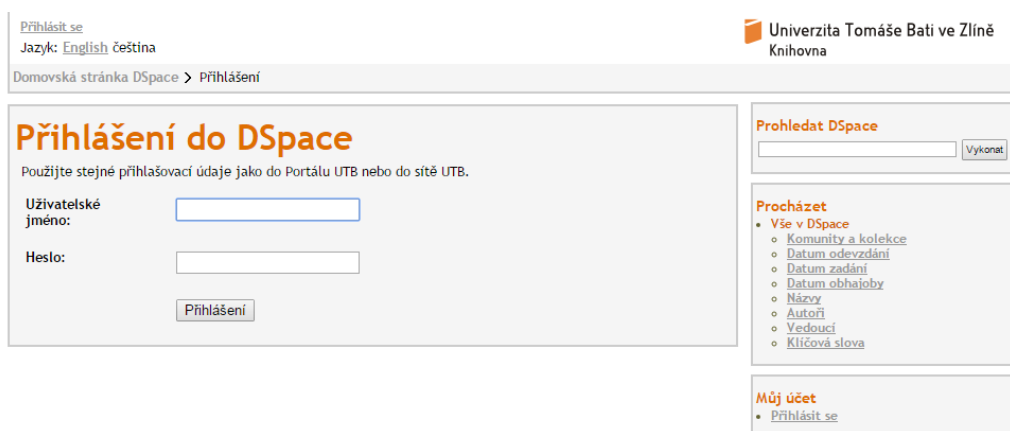 Přihlásit se
Jazyk: English čeština
Univerzita Tomáše Bati ve Zlíně
Knihovna
Domovská stránka DSpace > Přihlášení
Přihlášení do DSpace
Použijte stejné přihlašovací údaje jako do Portálu UTB nebo do sítě UTB.
Uživatelské
jméno:
Heslo:
Přihlášení
Prohledat DSpace
Vykonat
Procházet
Vše v DSpace
Komunity a kolekce
Datum odevzdání
Datum zadání
Datum obhajoby
Názvy
Autoři
Vedoucí
Klíčová slova
Můj účet
Přihlásit se